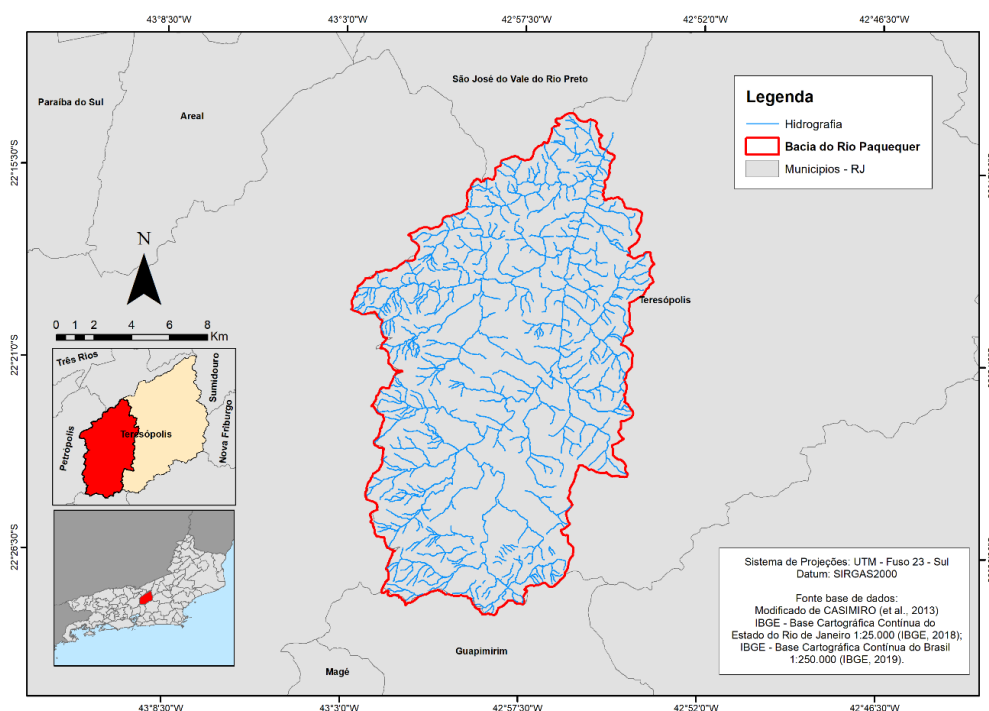 43°8'30"W
43°3'0"W
42°57'30"W
42°52'0"W
42°46'30"W
São José do Vale do Rio Preto
Paraíba do Sul
Areal
Legenda
Hidrografia
Bacia do Rio Paquequer
Municípios - RJ
22°15'30"S
N
Teresópolis
0 0,5 1 2 4 6 8
Km
22°21'0"S
Três Rios
Sumidouro
Teresópolis
Petrópolis
Nova Friburgo
22°26'30"S
Sistema de Projeções: UTM - Fuso 23 - Sul
Datum: SIRGAS2000
Fonte base de dados:
Modificado de CASIMIRO (et al., 2013)
IBGE - Base Cartográfica Contínua do
Estado do Rio de Janeiro 1:25.000 (IBGE, 2018);
IBGE - Base Cartográfica Contínua do Brasil
1:250.000 (IBGE, 2019).
Guapimirim
Magé
43°8'30"W
43°3'0"W
42°57'30"W
42°52'0"W
42°46'30"W